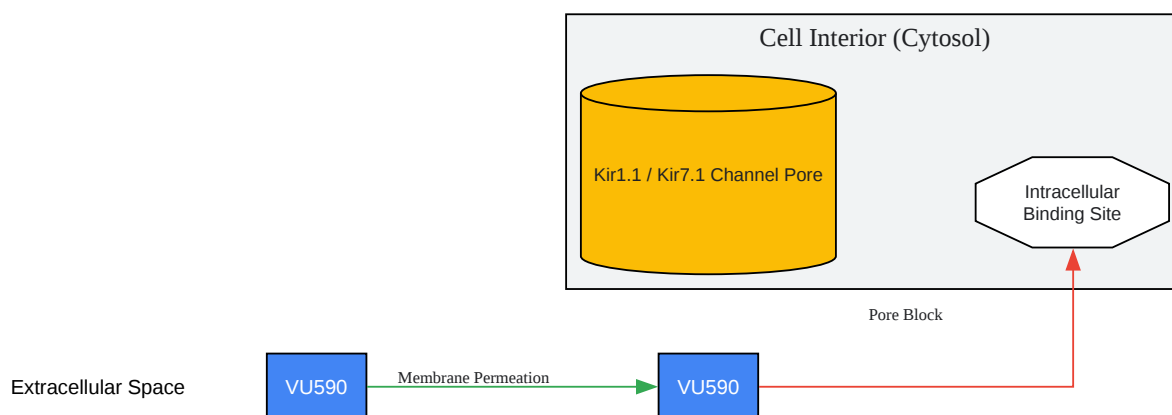 Cell Interior (Cytosol)
Kir1.1 / Kir7.1 Channel Pore
Intracellular
Binding Site
Pore Block
Extracellular Space
VU590
Membrane Permeation
VU590